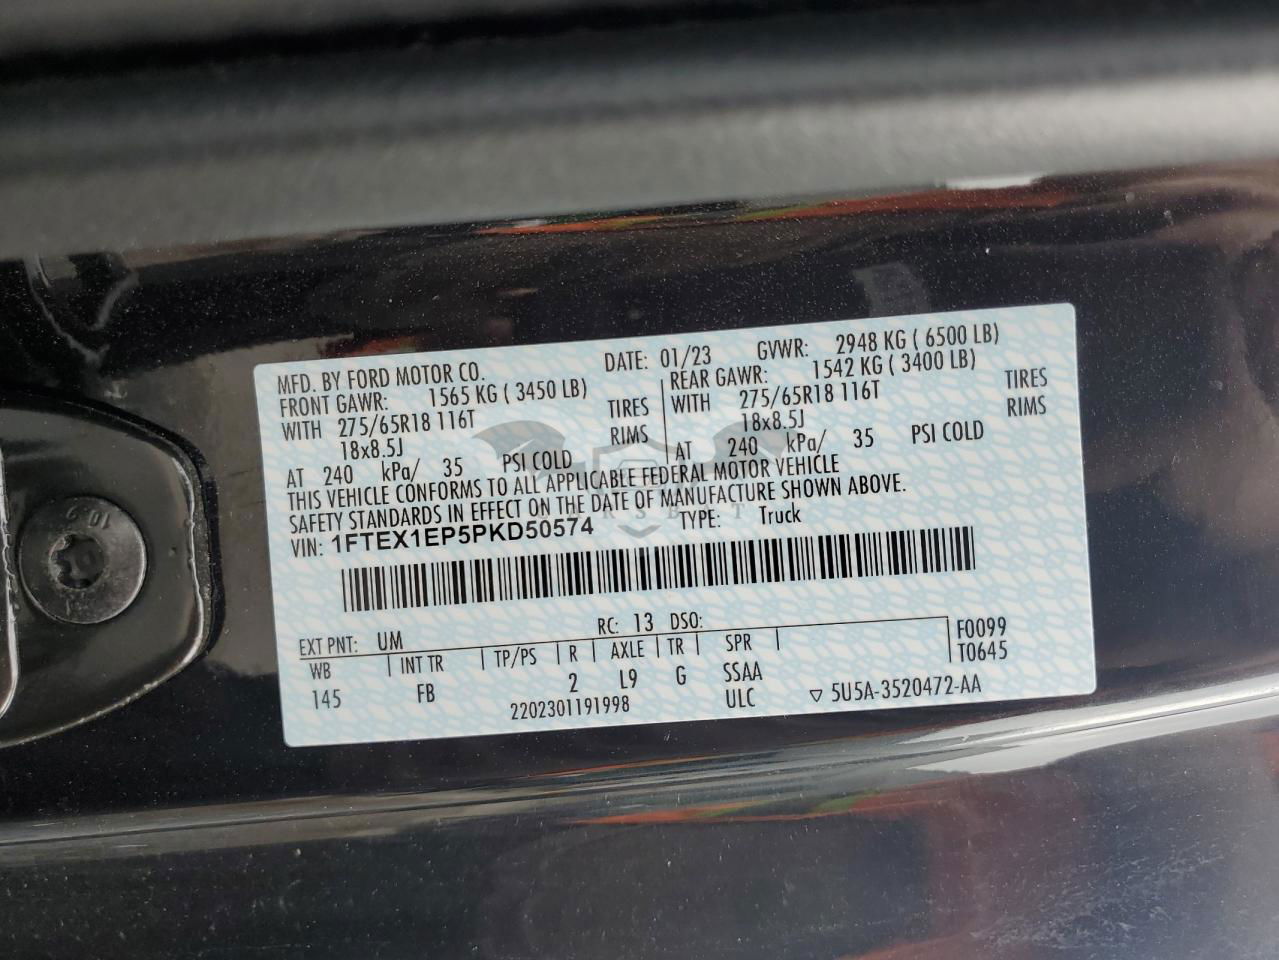 MFD. BY FORD MOTOR CO. DATE: 01/23 GVWR: 2948 KG ( 6500 LB)
FRONT GAWR: 1565 KG ( 3450 LB) REAR GAWR: 1542 KG ( 3400 LB)
WITH 275/65R18 116T TIRES WITH 275/65R18 116T TIRES
18x8.5J RIMS 18x8.5J RIMS
AT 240 kPa/ 35 PSI COLD AT 240 kPa/ 35 PSI COLD
THIS VEHICLE CONFORMS TO ALL APPLICABLE FEDERAL MOTOR VEHICLE
SAFETY STANDARDS IN EFFECT ON THE DATE OF MANUFACTURE SHOWN ABOVE.
VIN: 1FTEX1EP5PKD50574 TYPE: Truck
EXT PNT: UM RC: 13 DSO: F0099
WB INT TR TP/PS R AXLE TR SPR T0645
145 FB 2 L9 G SSAA
2202301191998 ULC ▽ 5U5A-3520472-AA
10.9